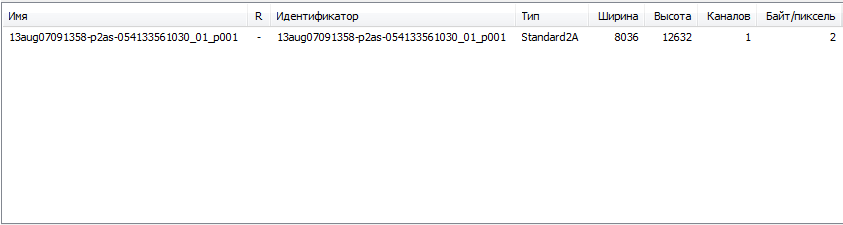 Имя R Идентификатор Тип Ширина Высота Каналов Байт/пиксель
13aug07091358-p2as-054133561030_01_p001 - 13aug07091358-p2as-054133561030_01_p001 Standard2A 8036 12632 1 2